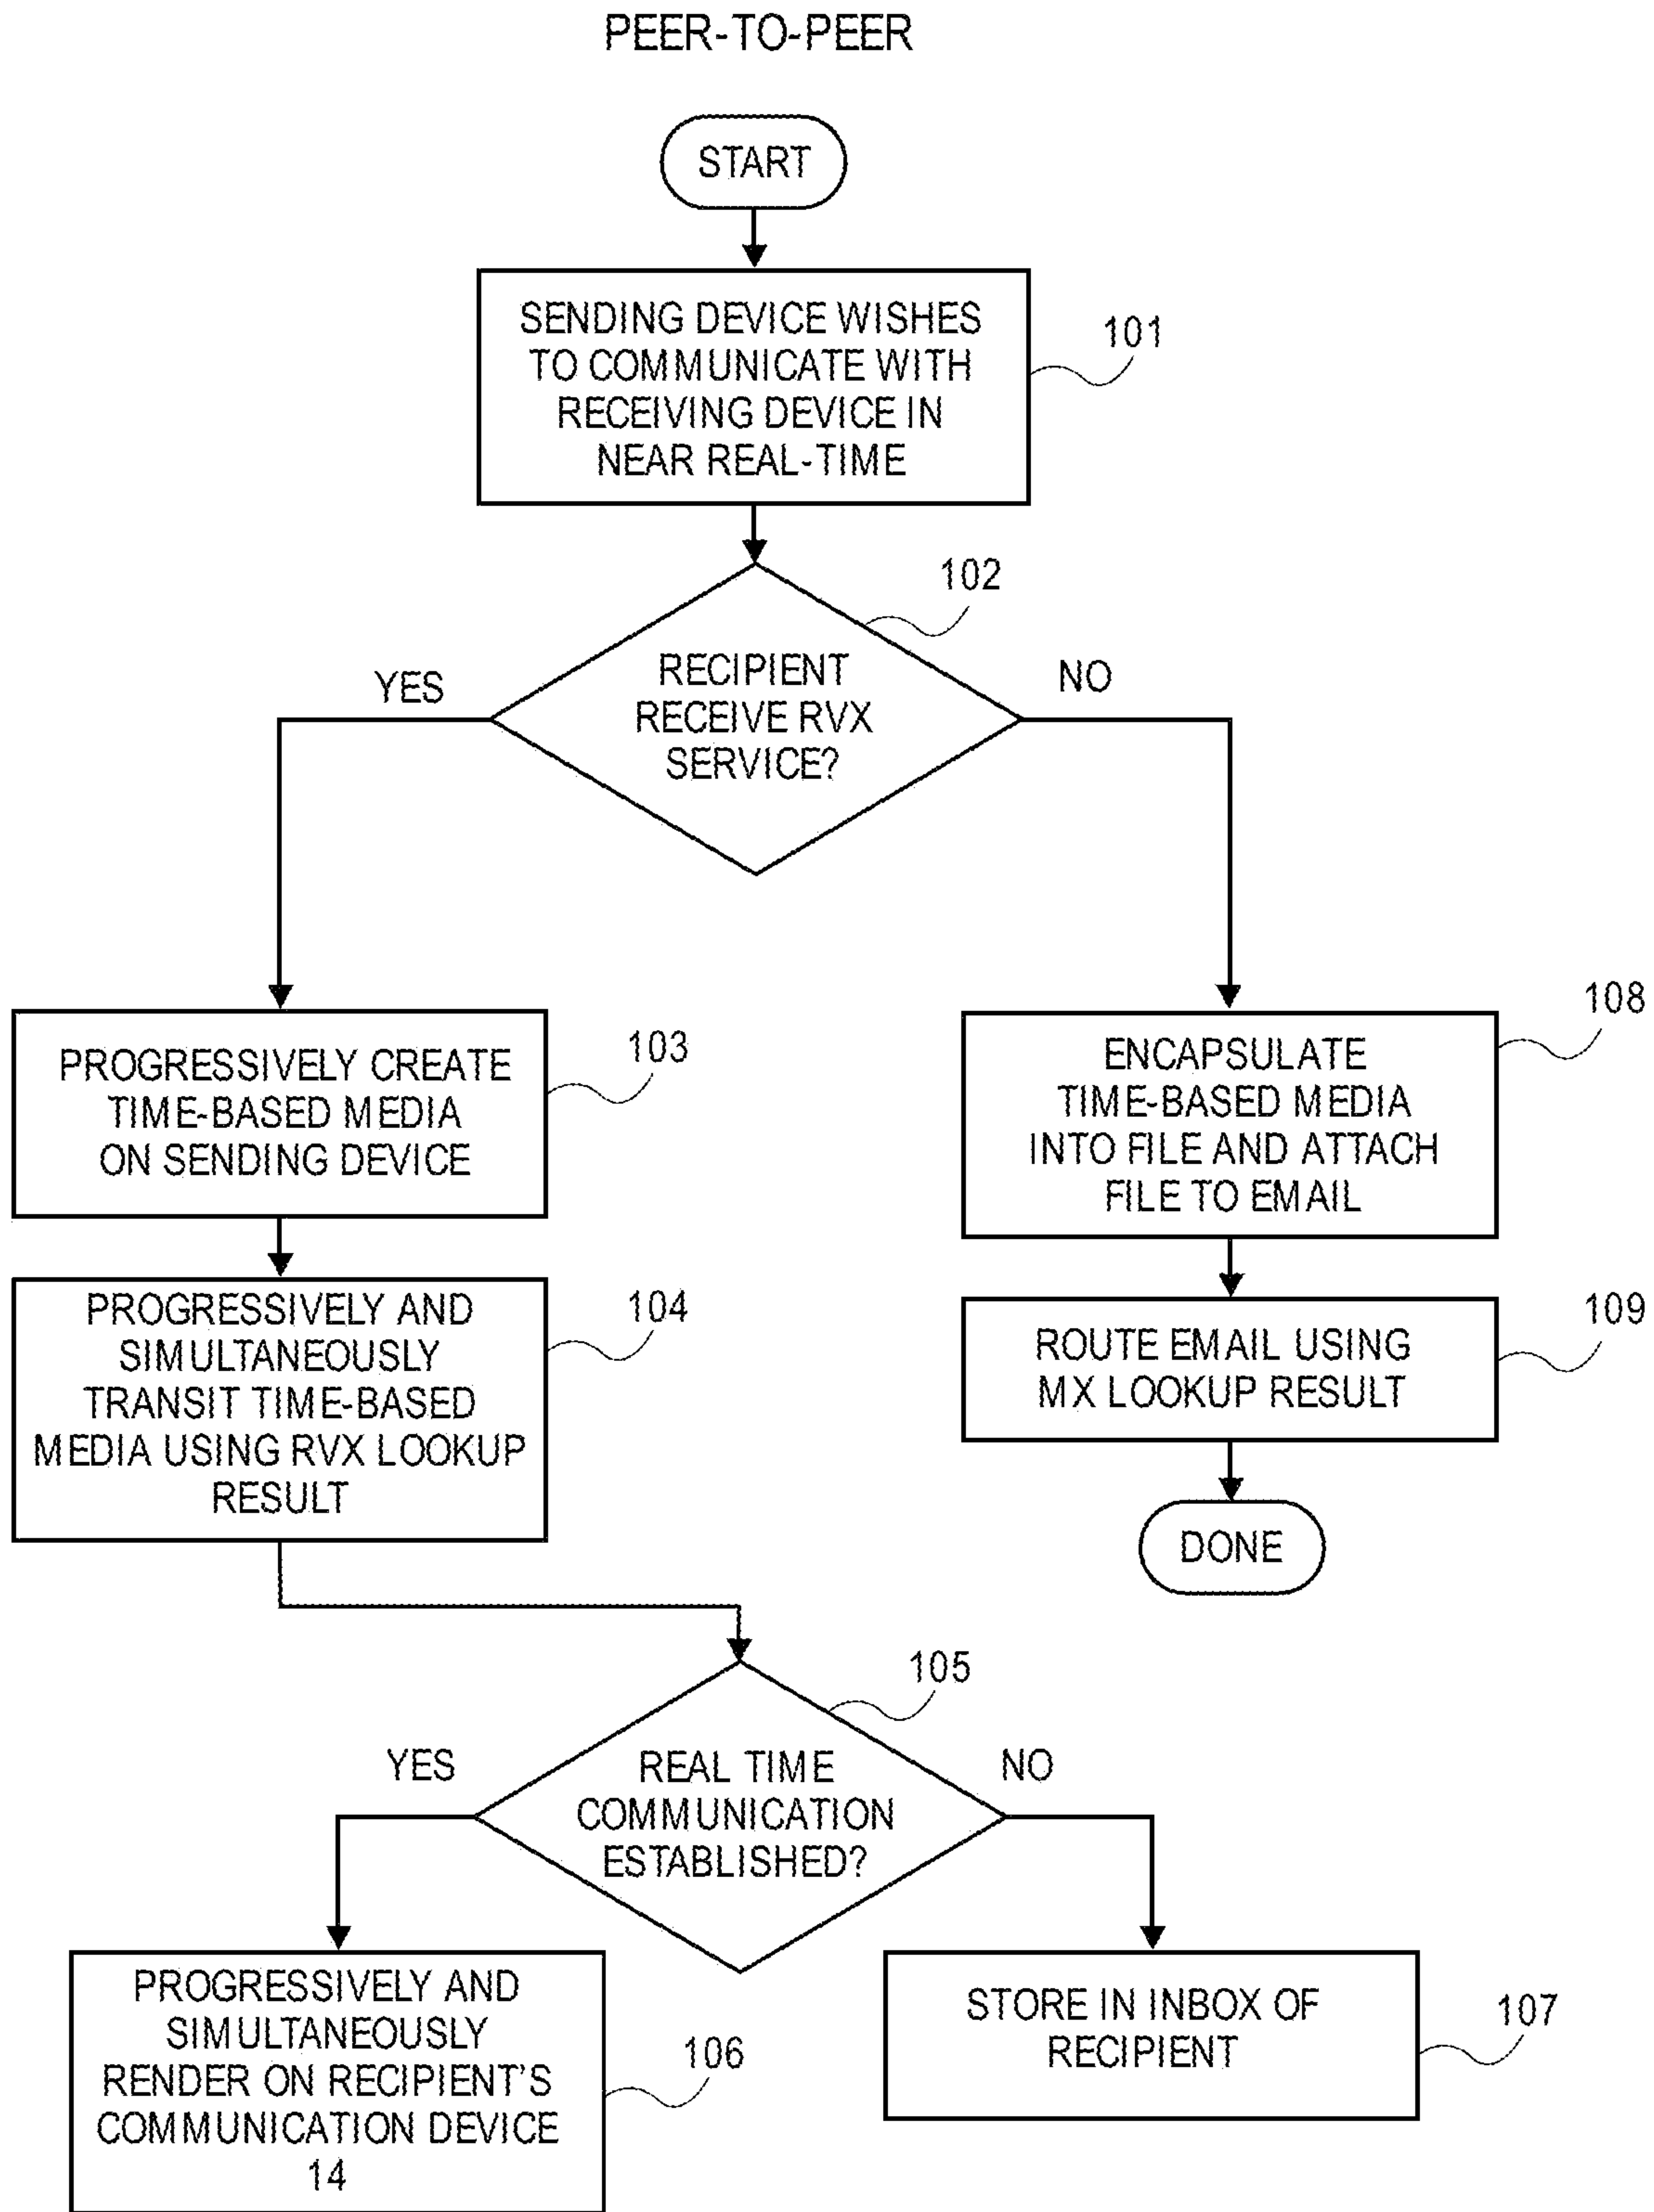 PEER-TO-PEER
START
SENDING DEVICE WISHES
TO COMMUNICATE WITH
RECEIVING DEVICE IN
NEAR REAL-TIME
101
102
RECIPIENT
RECEIVE RVX
SERVICE?
YES
NO
PROGRESSIVELY CREATE
TIME-BASED MEDIA
ON SENDING DEVICE
103
PROGRESSIVELY AND
SIMULTANEOUSLY
TRANSIT TIME-BASED
MEDIA USING RVX LOOKUP
RESULT
104
ENCAPSULATE
TIME-BASED MEDIA
INTO FILE AND ATTACH
FILE TO EMAIL
108
ROUTE EMAIL USING
MX LOOKUP RESULT
109
DONE
105
REAL TIME
COMMUNICATION
ESTABLISHED?
YES
NO
PROGRESSIVELY AND
SIMULTANEOUSLY
RENDER ON RECIPIENT'S
COMMUNICATION DEVICE
14
106
STORE IN INBOX OF
RECIPIENT
107